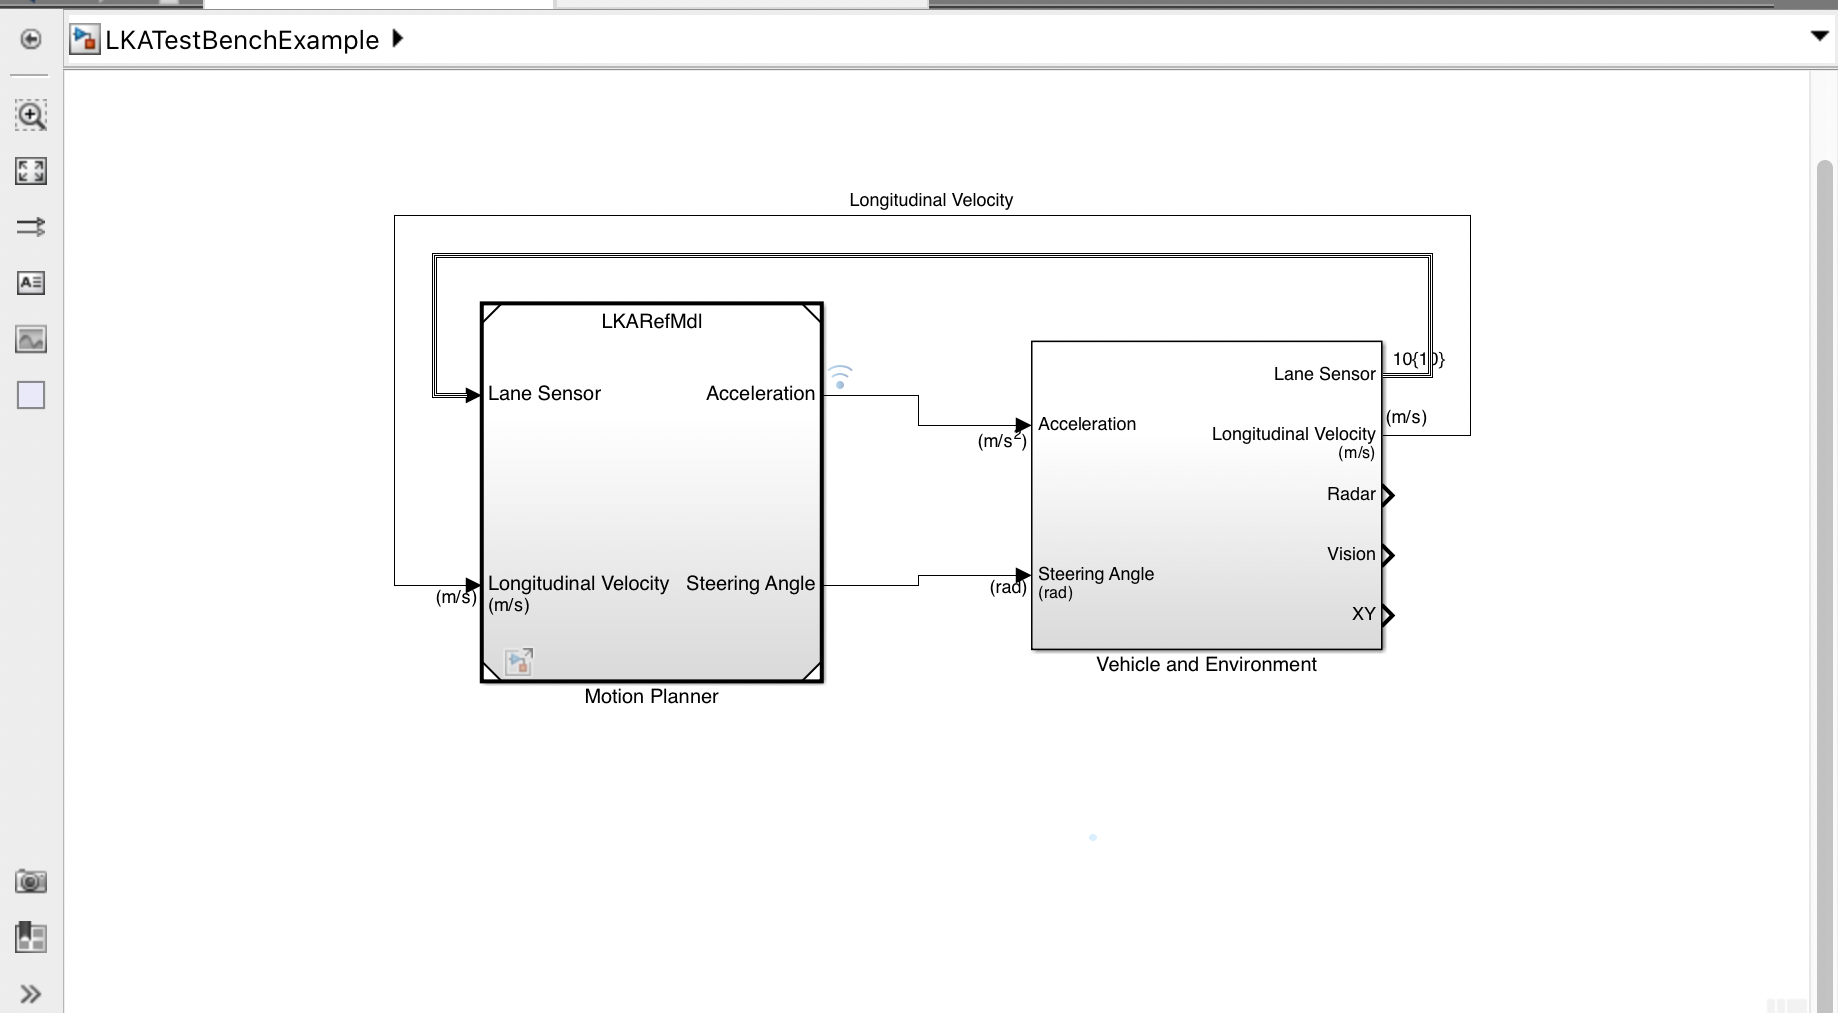 LKATestBenchExample
Longitudinal Velocity
LKARefMdl
Lane Sensor
Acceleration
Longitudinal Velocity
(m/s)
(m/s)
Steering Angle
Motion Planner
(m/s²)
(rad)
Acceleration
Steering Angle
(rad)
Lane Sensor
10{10}
(m/s)
Longitudinal Velocity
(m/s)
Radar
Vision
XY
Vehicle and Environment